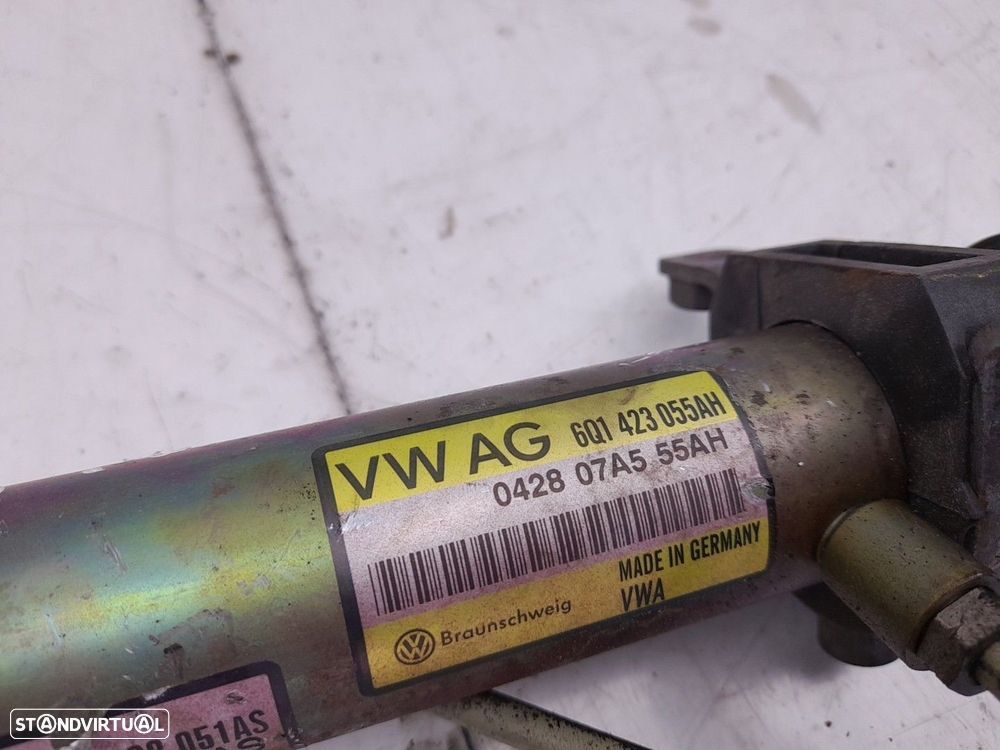 VW AG 6Q1 423 055AH
0428 07A5 55AH
MADE IN GERMANY
Braunschweig VWA
051AS
STANDVIRTUAL